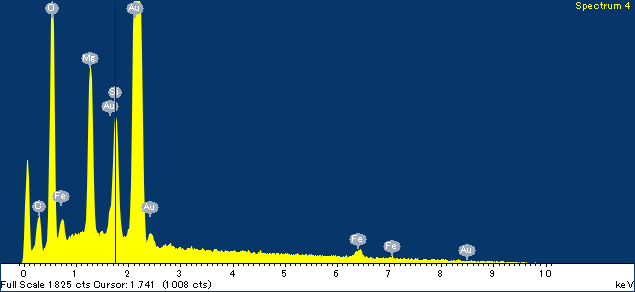 Spectrum 4
O Au
Mg
Si
Au
Fe
O Au
Fe Fe Au
0 1 2 3 4 5 6 7 8 9 10
Full Scale 1825 cts Cursor: 1.741 (1008 cts) keV